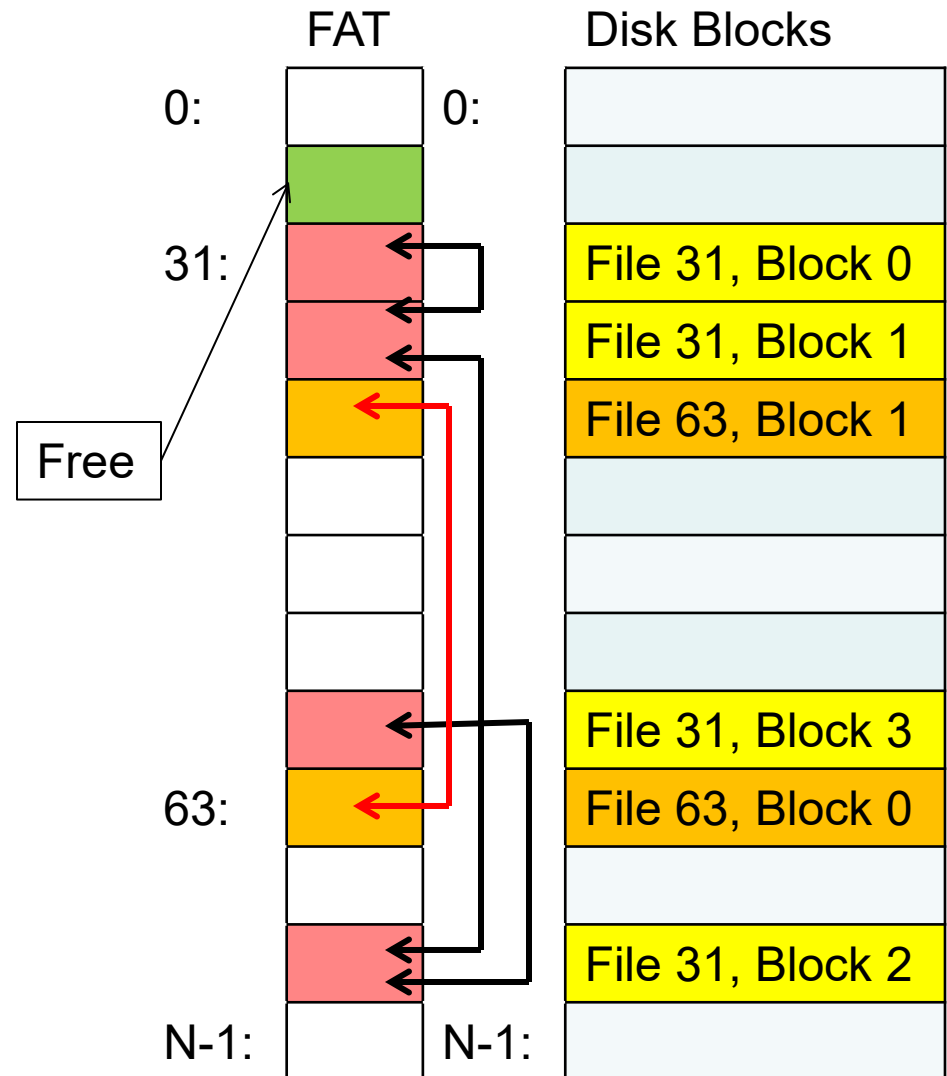 FAT Disk Blocks
0: 0:
31: File 31, Block 0
File 31, Block 1
File 63, Block 1
Free
File 31, Block 3
63: File 63, Block 0
File 31, Block 2
N-1: N-1: